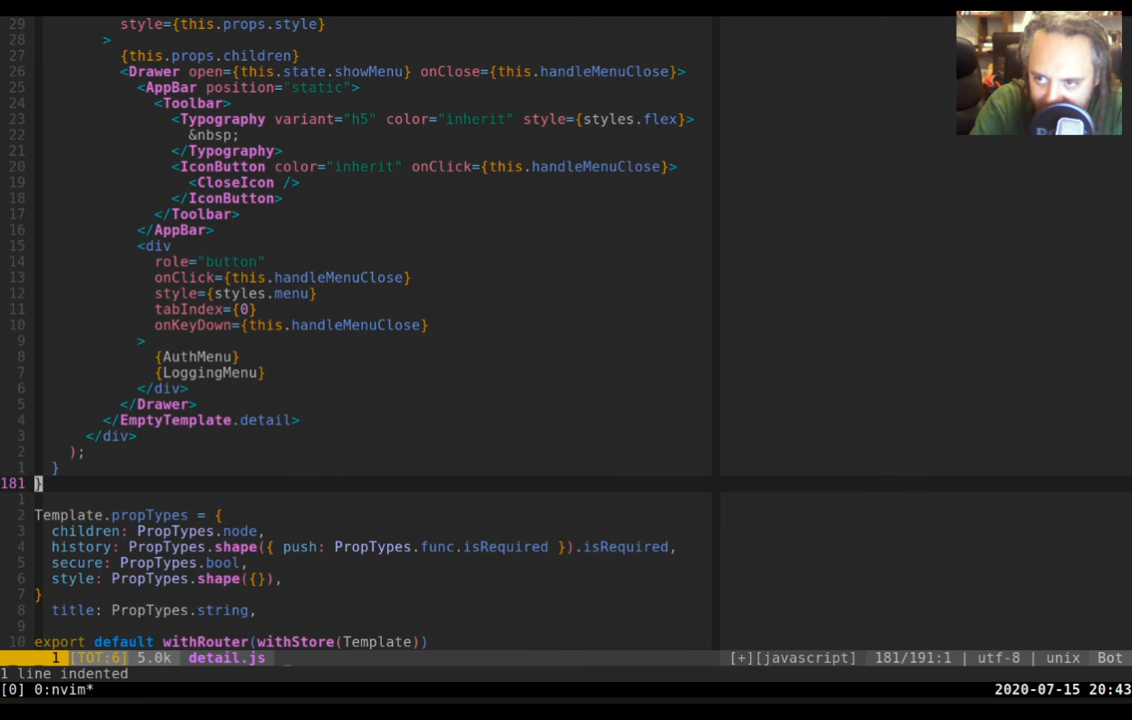 29 style={this.props.style}
28 >
27 {this.props.children}
26 <Drawer open={this.state.showMenu} onClose={this.handleMenuClose}>
25 <AppBar position="static">
24 <Toolbar>
23 <Typography variant="h5" color="inherit" style={styles.flex}>
22 &nbsp;
21 </Typography>
20 <IconButton color="inherit" onClick={this.handleMenuClose}>
19 <CloseIcon />
18 </IconButton>
17 </Toolbar>
16 </AppBar>
15 <div
14 role="button"
13 onClick={this.handleMenuClose}
12 style={styles.menu}
11 tabIndex={0}
10 onKeyDown={this.handleMenuClose}
9 >
8 {AuthMenu}
7 {LoggingMenu}
6 </div>
5 </Drawer>
4 </EmptyTemplate.detail>
3 </div>
2 );
1 }
181 }
1
2 Template.propTypes = {
3 children: PropTypes.node,
4 history: PropTypes.shape({ push: PropTypes.func.isRequired }).isRequired,
5 secure: PropTypes.bool,
6 style: PropTypes.shape({}),
7 }
8 title: PropTypes.string,
9
10 export default withRouter(withStore(Template))
1 [TOT:6] 5.0k detail.js _ [+][javascript] 181/191:1 | utf-8 | unix Bot
1 line indented
[0] 0:nvim* 2020-07-15 20:43